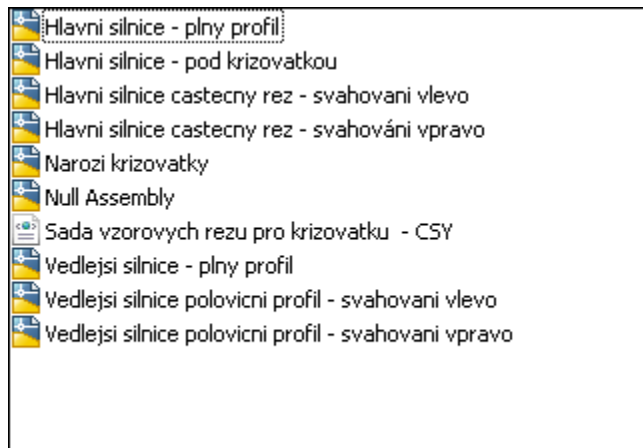 Hlavni silnice - plny profil
Hlavni silnice - pod krizovatkou
Hlavni silnice castecny rez - svahovani vlevo
Hlavni silnice castecny rez - svahováni vpravo
Narozi krizovatky
Null Assembly
Sada vzorovych rezu pro krizovatku  - CSY
Vedlejsi silnice - plny profil
Vedlejsi silnice polovicni profil - svahovani vlevo
Vedlejsi silnice polovicni profil - svahovani vpravo